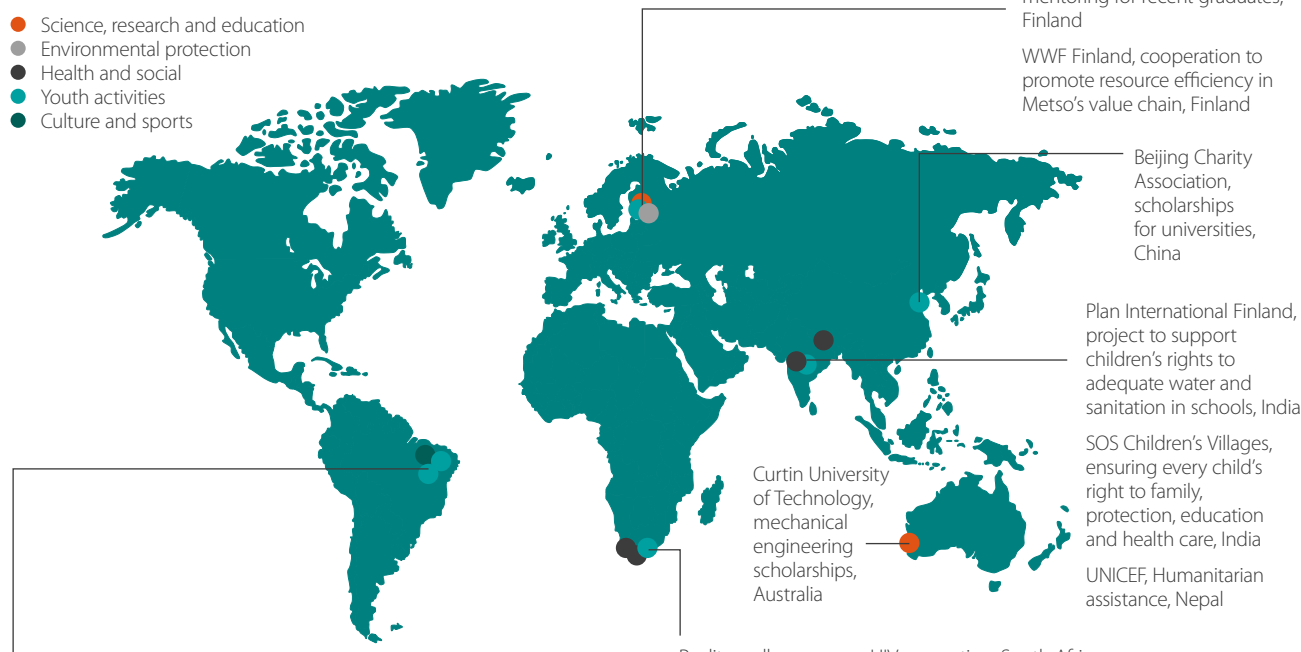 Science, research and education
Environmental protection
Health and social
Youth activities
Culture and sports
mentoring for recent graduates,
Finland
WWF Finland, cooperation to
promote resource efficiency in
Metso's value chain, Finland
Beijing Charity
Association,
scholarships
for universities,
China
Plan International Finland,
project to support
children's rights to
adequate water and
sanitation in schools, India
SOS Children's Villages,
ensuring every child's
right to family,
protection, education
and health care, India
UNICEF, Humanitarian
assistance, Nepal
Curtin University
of Technology,
mechanical
engineering
scholarships,
Australia